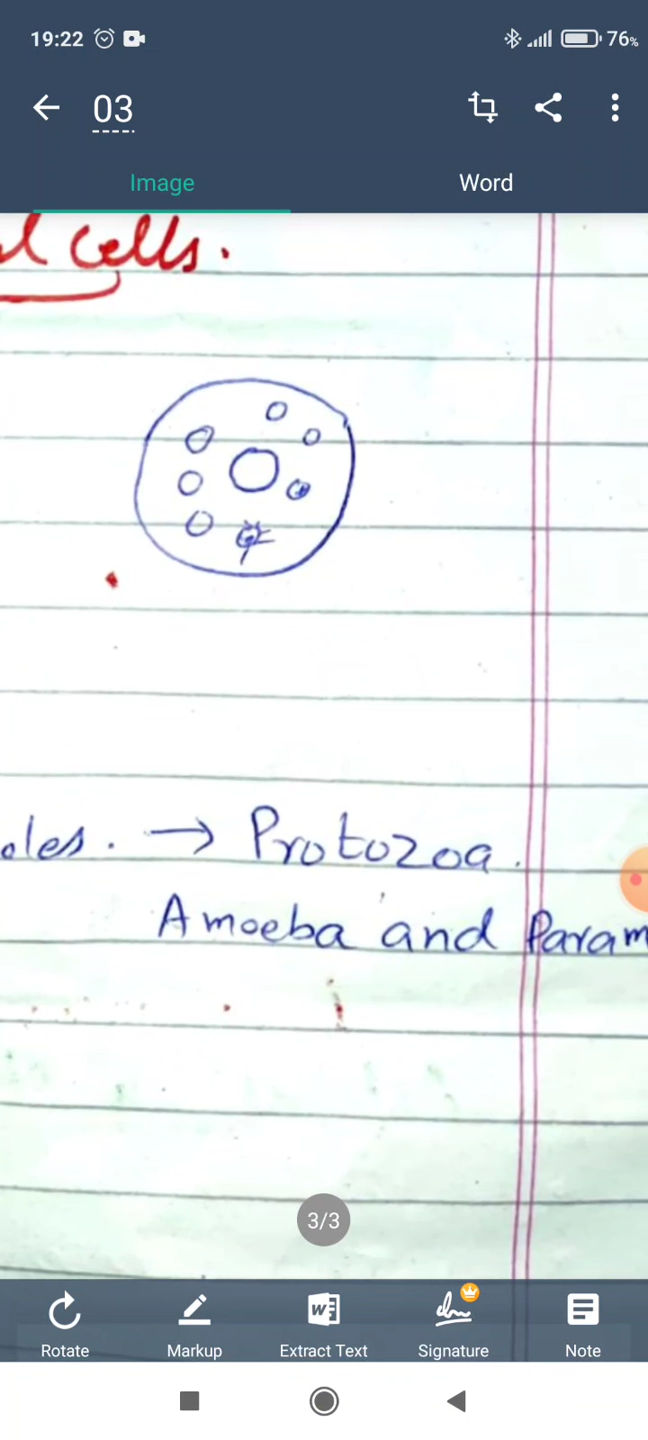 19:22 76%
03
Image Word
l cells.
oles. → Protozoa.
Amoeba and Param
3/3
Rotate Markup Extract Text Signature Note